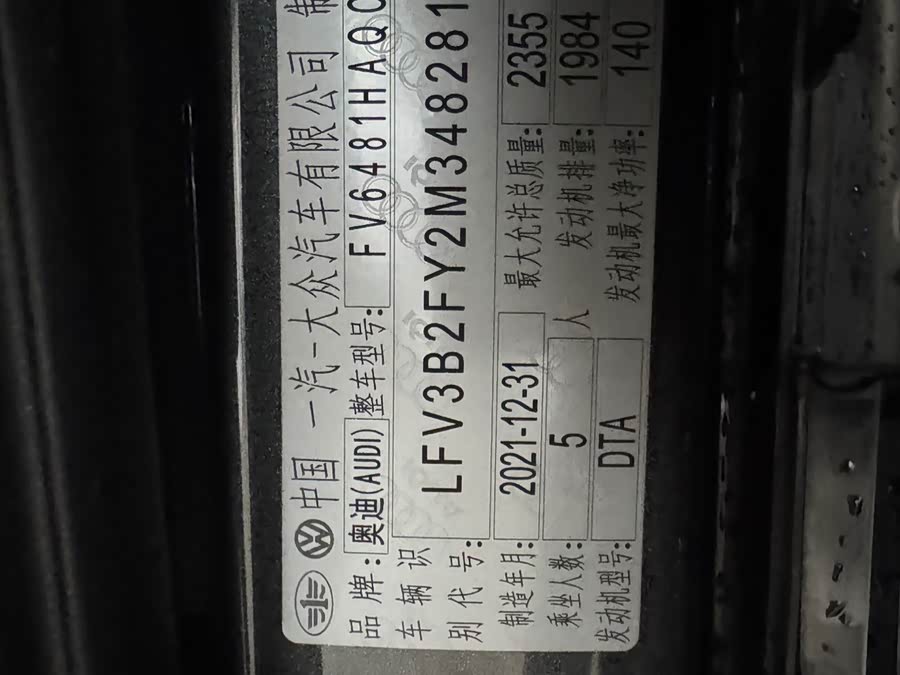 中国 一汽-大众汽车有限公司 制
品牌:奥迪(AUDI) 整车型号: FV6481HAQ
车辆识
别代号: LFV3B2FY2M34828
制造年月: 2021-12-31 最大允许总质量: 2355
乘坐人数: 5 人 发动机排量: 1984
发动机型号: DTA 发动机最大净功率: 140